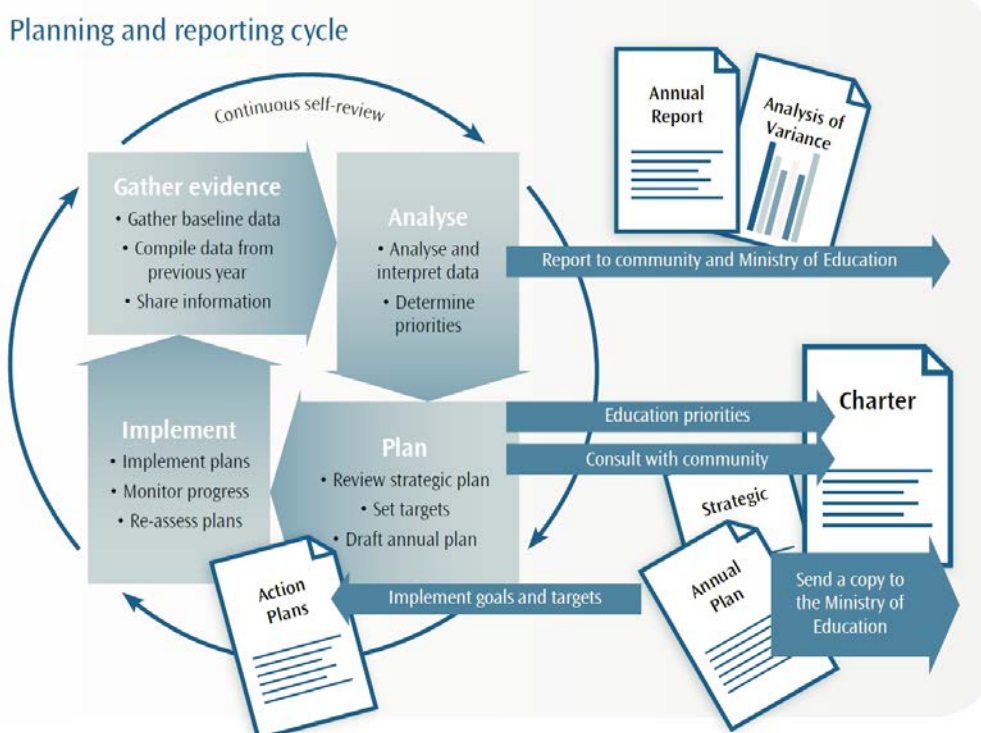 Planning and reporting cycle
Continuous self-review
Gather evidence
• Gather baseline data
• Compile data from
previous year
• Share information
Analyse
• Analyse and
interpret data
• Determine
priorities
Annual
Report
Analysis of
Variance
Report to community and Ministry of Education
Implement
• Implement plans
• Monitor progress
• Re-assess plans
Plan
• Review strategic plan
• Set targets
• Draft annual plan
Education priorities
Consult with community
Charter
Strategic
Annual
Plan
Send a copy to
the Ministry of
Education
Implement goals and targets
Action
Plans